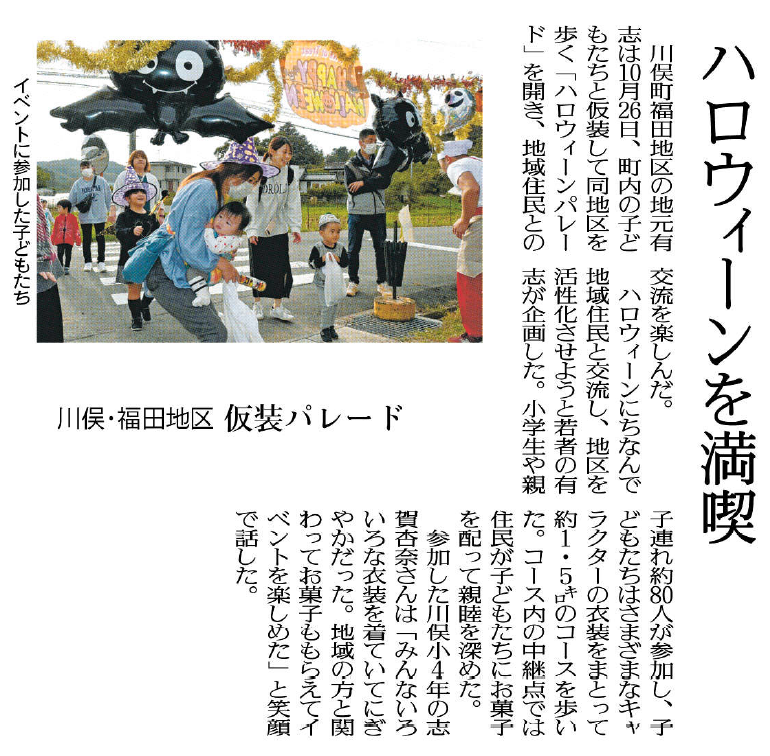 ハロウィーンを満喫
川俣・福田地区 仮装パレード
川俣町福田地区の地元有
志は10月26日、町内の子ど
もたちと仮装して同地区を
歩く「ハロウィーンパレー
ド」を開き、地域住民との
交流を楽しんだ。
ハロウィーンにちなんで
地域住民と交流し、地区を
活性化させようと若者の有
志が企画した。小学生や親
子連れ約80人が参加し、子
どもたちはさまざまなキャ
ラクターの衣装をまとって
約1・5㌔のコースを歩い
た。コース内の中継点では
住民が子どもたちにお菓子
を配って親睦を深めた。
参加した川俣小4年の志
賀杏奈さんは「みんないろ
いろな衣装を着ていてにぎ
やかだった。地域の方と関
わってお菓子ももらえてイ
ベントを楽しめた」と笑顔
で話した。
イベントに参加した子どもたち
HAPPY
HALLOWEEN